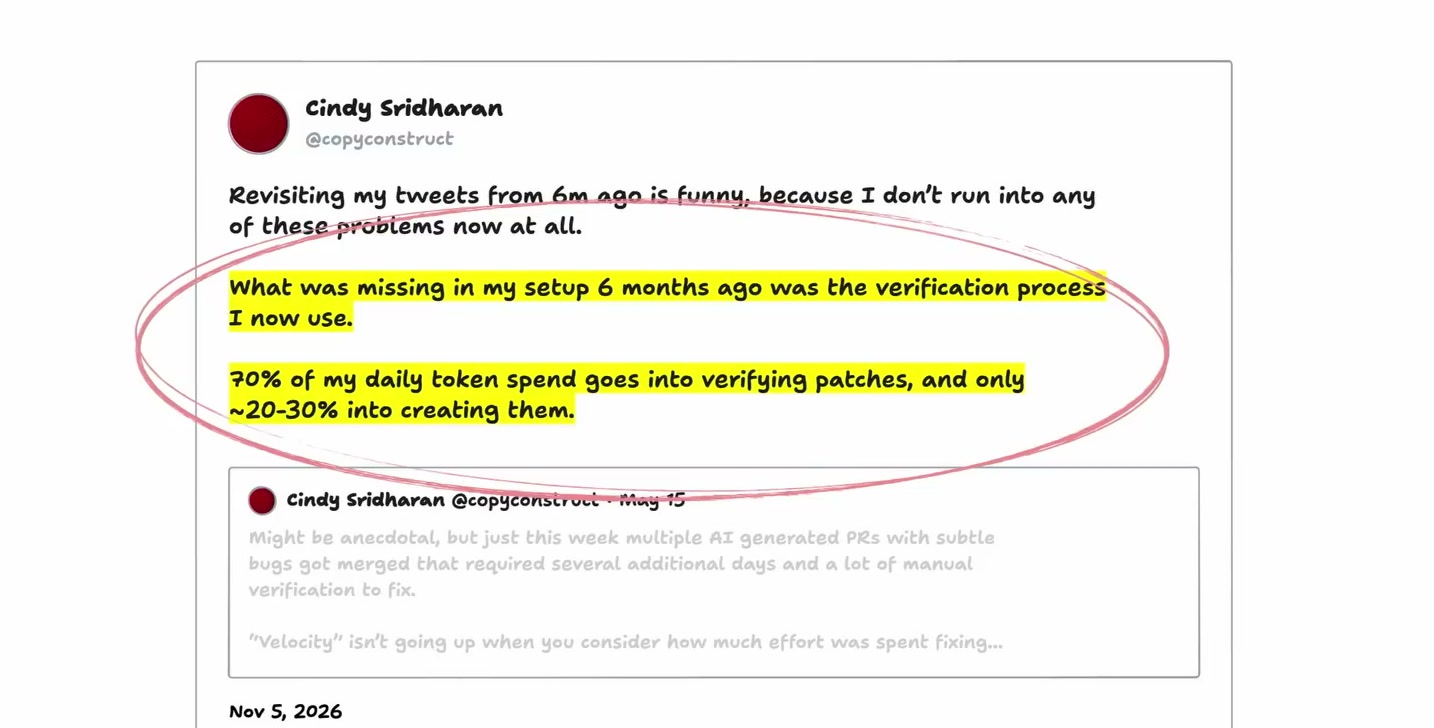 Cindy Sridharan
@copyconstruct
Revisiting my tweets from 6m ago is funny, because I don't run into any
of these problems now at all.
What was missing in my setup 6 months ago was the verification process
I now use.
70% of my daily token spend goes into verifying patches, and only
~20-30% into creating them.
Cindy Sridharan @copyconstruct · May 15
Might be anecdotal, but just this week multiple AI generated PRs with subtle
bugs got merged that required several additional days and a lot of manual
verification to fix.
"Velocity" isn't going up when you consider how much effort was spent fixing...
Nov 5, 2026